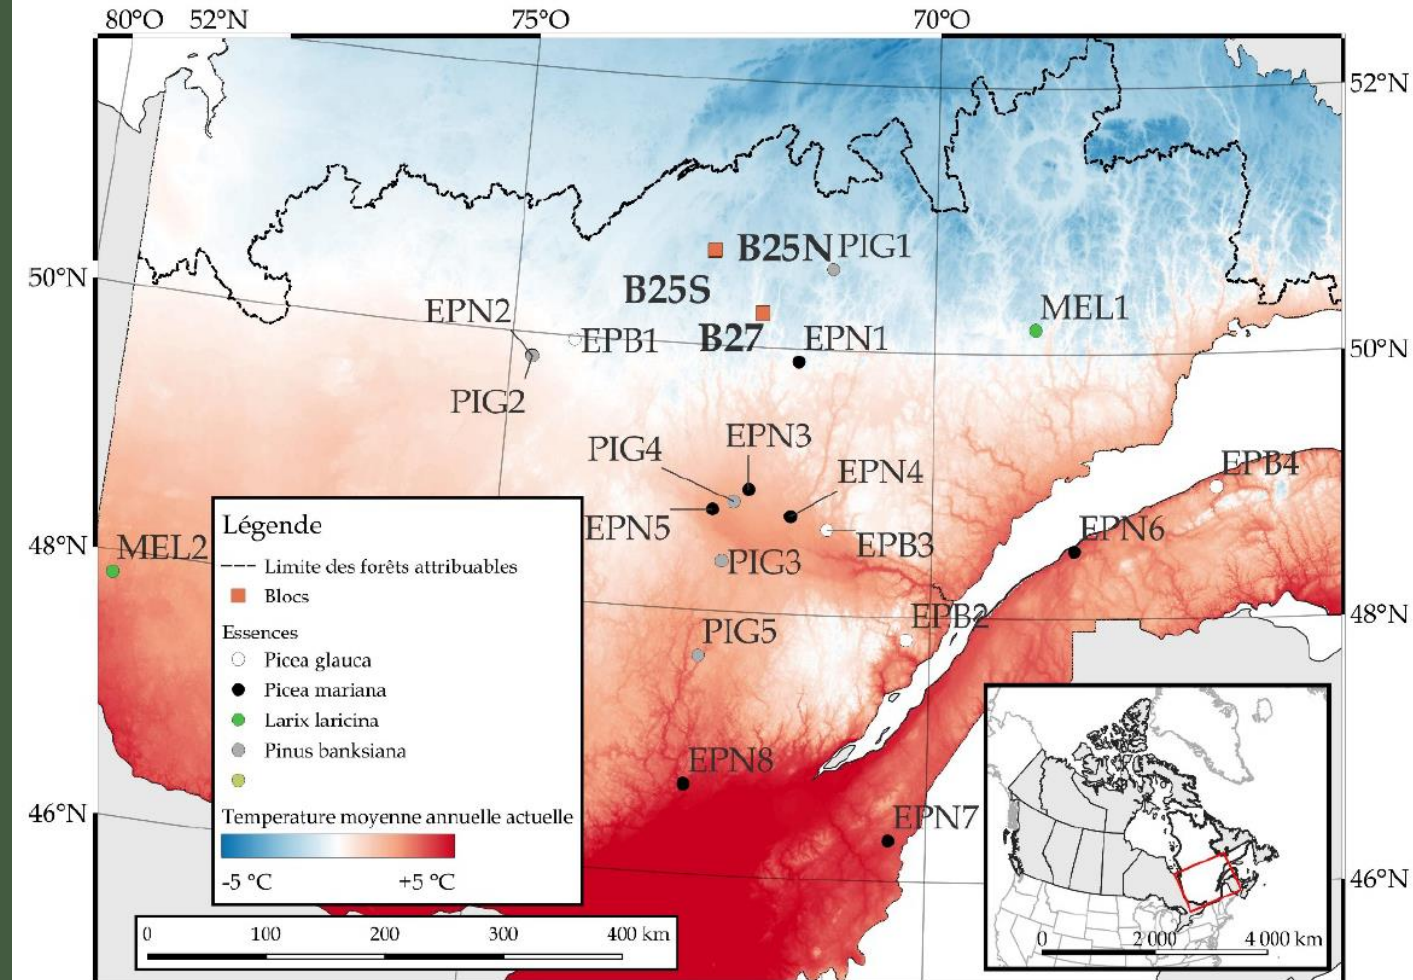 80°O 52°N 75°O 70°O
52°N
B25N PIG1
50°N
B25S
EPN2
MEL1
EPB1
B27
EPN1
50°N
PIG2
EPN3
PIG4
EPN4
EPB4
EPN5
EPN6
48°N
MEL2
EPB3
PIG3
EPB2
48°N
PIG5
EPN8
EPN7
46°N
46°N
Légende
Limite des forêts attribuables
Blocs
Essences
Picea glauca
Picea mariana
Larix laricina
Pinus banksiana
Temperature moyenne annuelle actuelle
-5 °C +5 °C
0 100 200 300 400 km
0 2 000 4 000 km